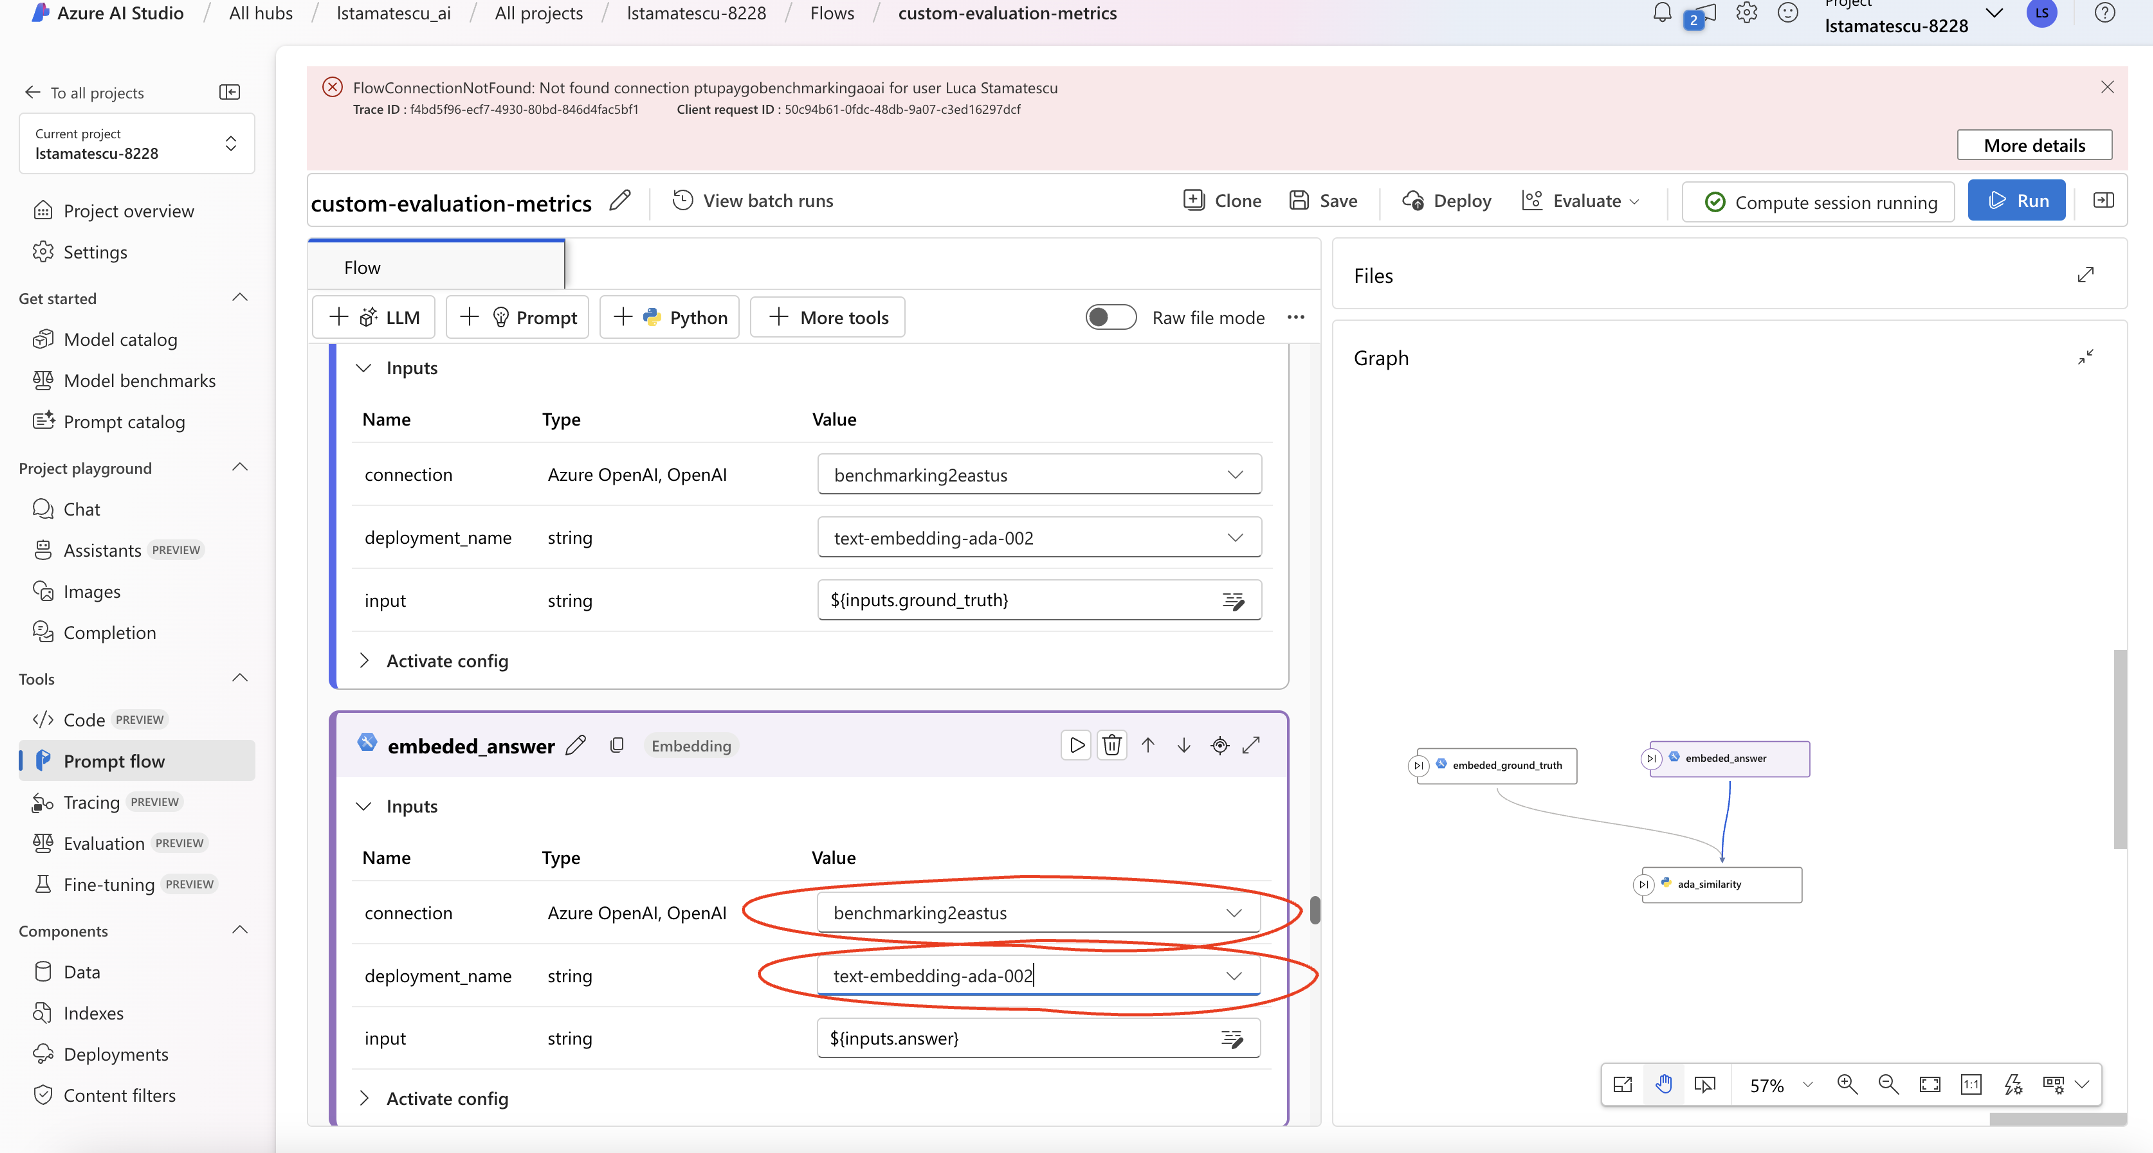 Azure AI Studio / All hubs / lstamatescu_ai / All projects / lstamatescu-8228 / Flows / custom-evaluation-metrics
2
Project
lstamatescu-8228
LS
To all projects
Current project
lstamatescu-8228
Project overview
Settings
Get started
Model catalog
Model benchmarks
Prompt catalog
Project playground
Chat
Assistants PREVIEW
Images
Completion
Tools
Code PREVIEW
Prompt flow
Tracing PREVIEW
Evaluation PREVIEW
Fine-tuning PREVIEW
Components
Data
Indexes
Deployments
Content filters
FlowConnectionNotFound: Not found connection ptupaygobenchmarkingaoai for user Luca Stamatescu
Trace ID : f4bd5f96-ecf7-4930-80bd-846d4fac5bf1 Client request ID : 50c94b61-0fdc-48db-9a07-c3ed16297dcf
More details
custom-evaluation-metrics View batch runs Clone Save Deploy Evaluate Compute session running Run
Flow
LLM Prompt Python More tools Raw file mode
Inputs
Name Type Value
connection Azure OpenAI, OpenAI benchmarking2eastus
deployment_name string text-embedding-ada-002
input string ${inputs.ground_truth}
Activate config
embeded_answer Embedding
Inputs
Name Type Value
connection Azure OpenAI, OpenAI benchmarking2eastus
deployment_name string text-embedding-ada-002
input string ${inputs.answer}
Activate config
Files
Graph
embeded_ground_truth
embeded_answer
ada_similarity
57%
1:1